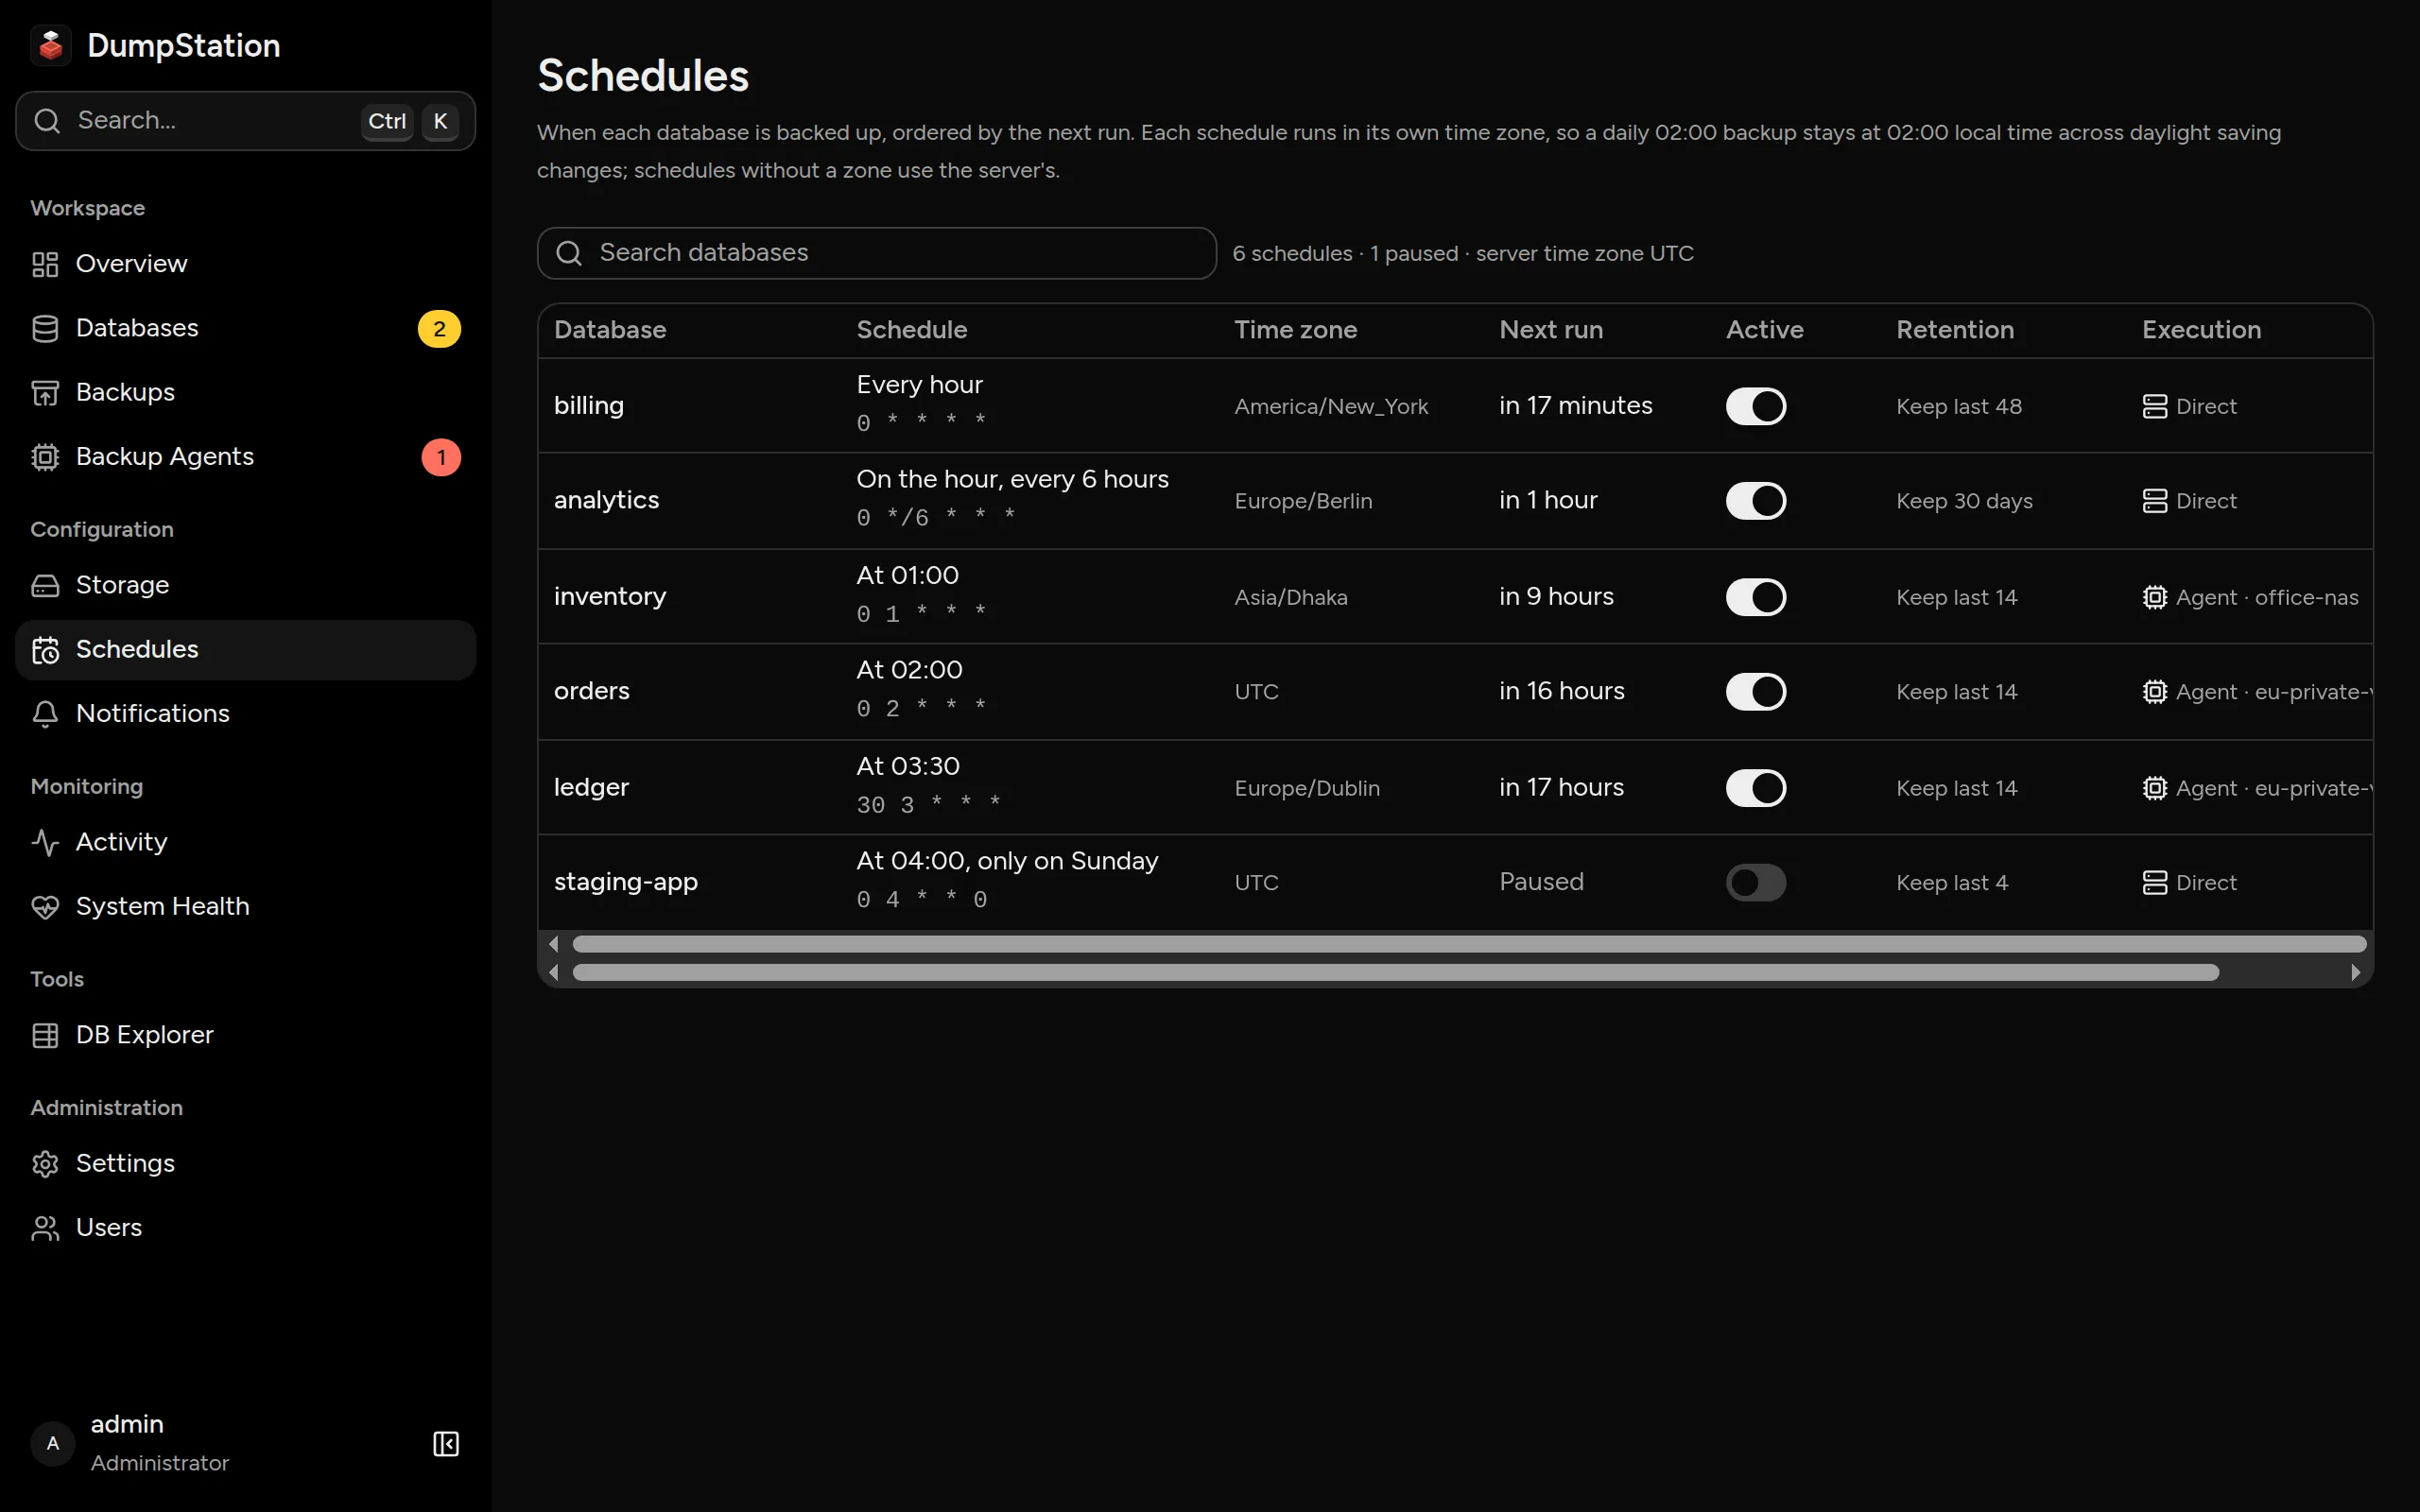 DumpStation
Search...
Ctrl K
Workspace
Overview
Databases 2
Backups
Backup Agents 1
Configuration
Storage
Schedules
Notifications
Monitoring
Activity
System Health
Tools
DB Explorer
Administration
Settings
Users
A
admin
Administrator
Schedules
When each database is backed up, ordered by the next run. Each schedule runs in its own time zone, so a daily 02:00 backup stays at 02:00 local time across daylight saving
changes; schedules without a zone use the server's.
Search databases
6 schedules · 1 paused · server time zone UTC
Database Schedule Time zone Next run Active Retention Execution
billing Every hour America/New_York in 17 minutes Keep last 48 Direct
0 * * * *
analytics On the hour, every 6 hours Europe/Berlin in 1 hour Keep 30 days Direct
0 */6 * * *
inventory At 01:00 Asia/Dhaka in 9 hours Keep last 14 Agent · office-nas
0 1 * * *
orders At 02:00 UTC in 16 hours Keep last 14 Agent · eu-private-
0 2 * * *
ledger At 03:30 Europe/Dublin in 17 hours Keep last 14 Agent · eu-private-
30 3 * * *
staging-app At 04:00, only on Sunday UTC Paused Keep last 4 Direct
0 4 * * 0